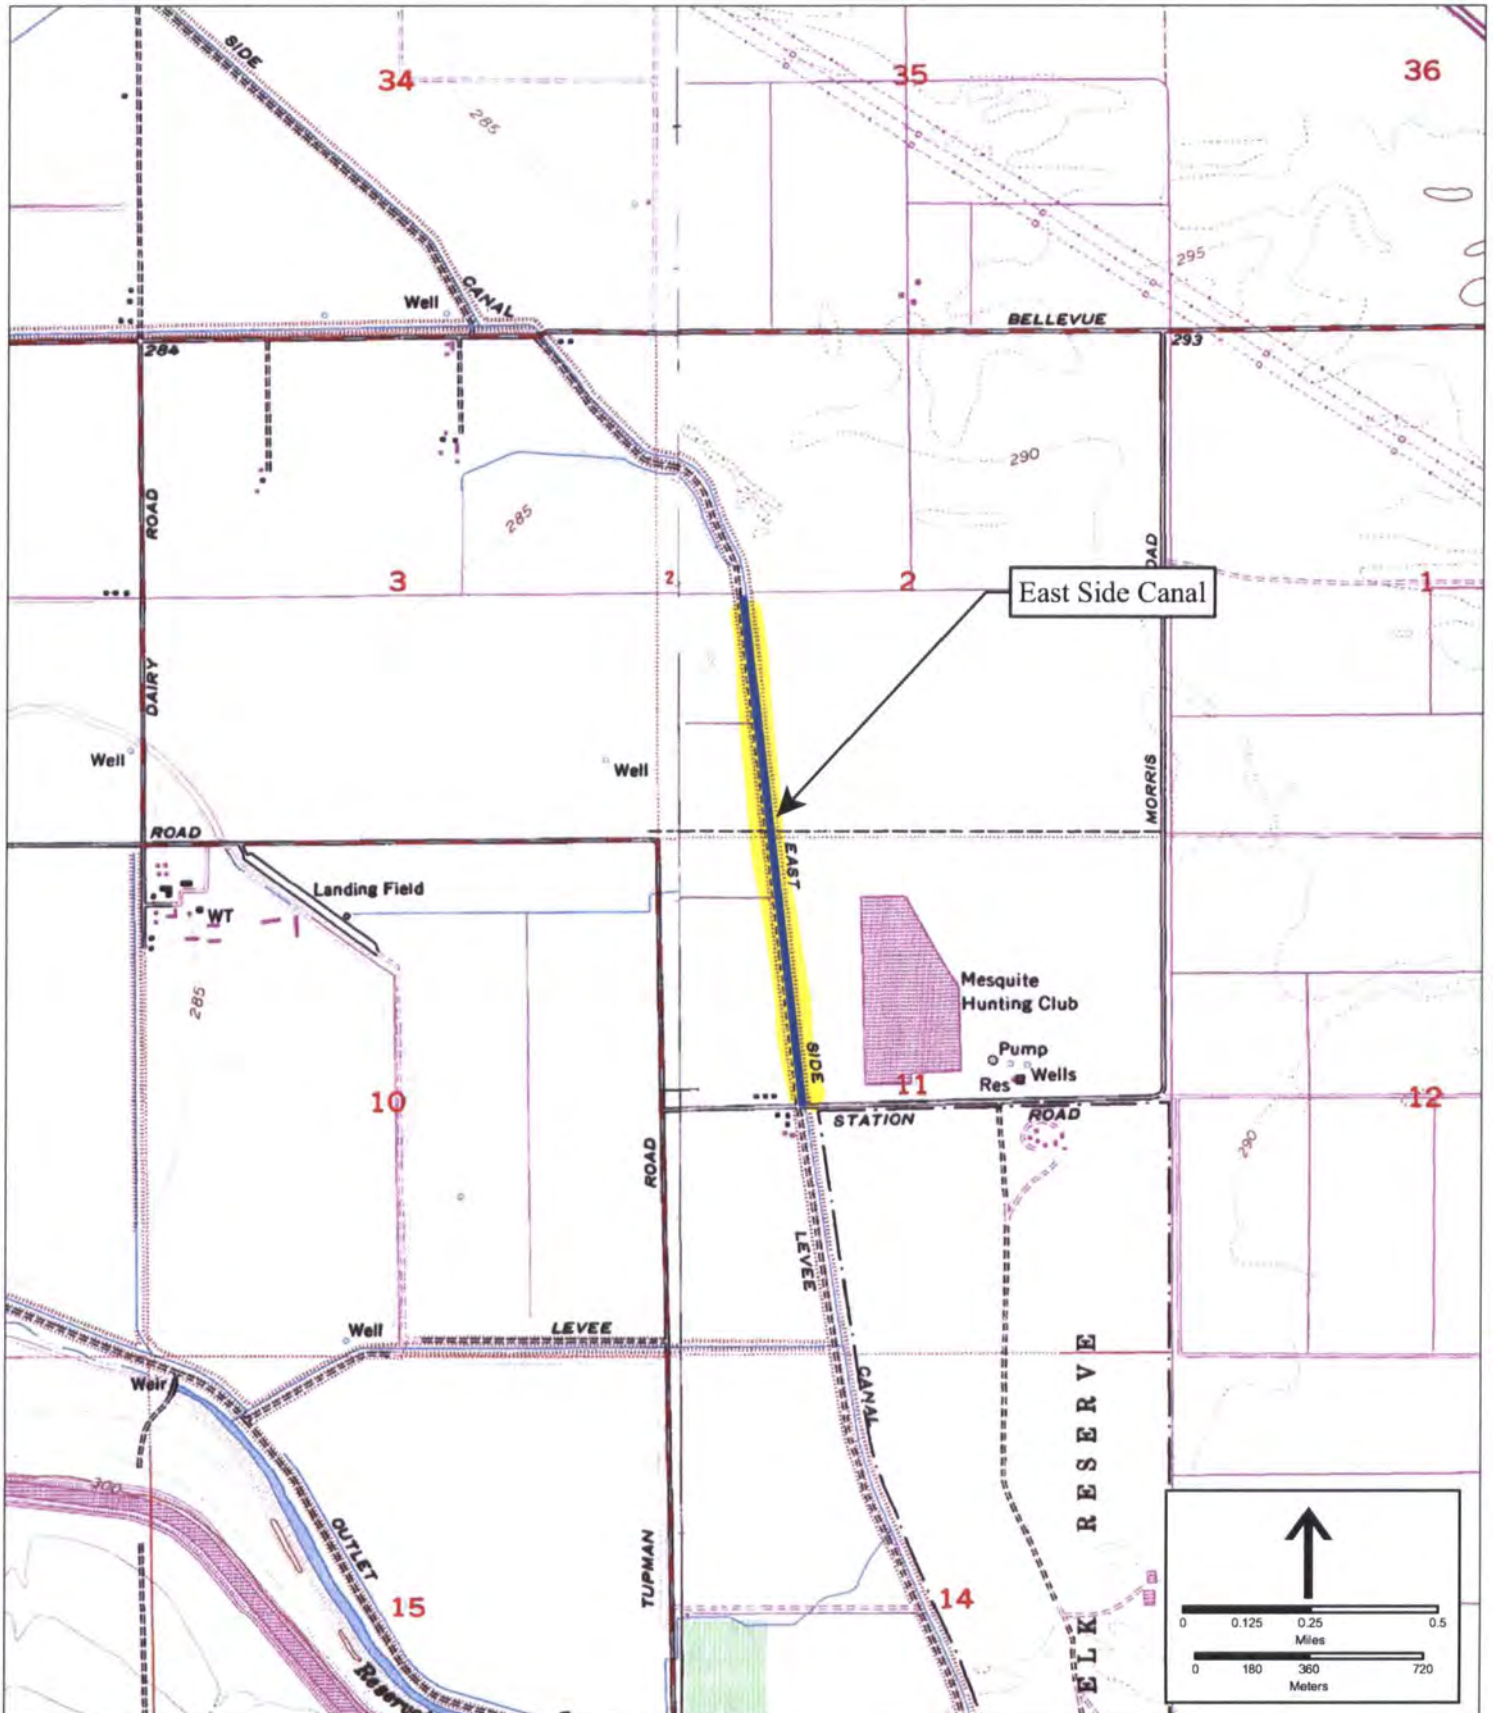 SIDE
34
35
36
285
295
CANAL
Well
BELLEVUE
284
293
ROAD
290
285
ROAD
3
2
2
1
East Side Canal
DAIRY
Well
Well
MORRIS
ROAD
EAST
Landing Field
WT
285
Mesquite
Hunting Club
SIDE
Pump
Wells
Res
10
11
12
STATION
ROAD
290
ROAD
LEVEE
Well
LEVEE
Weir
CANAL
300
OUTLET
TUPMAN
15
14
ELK RESERVE
0 0.125 0.25 0.5
Miles
0 180 360 720
Meters